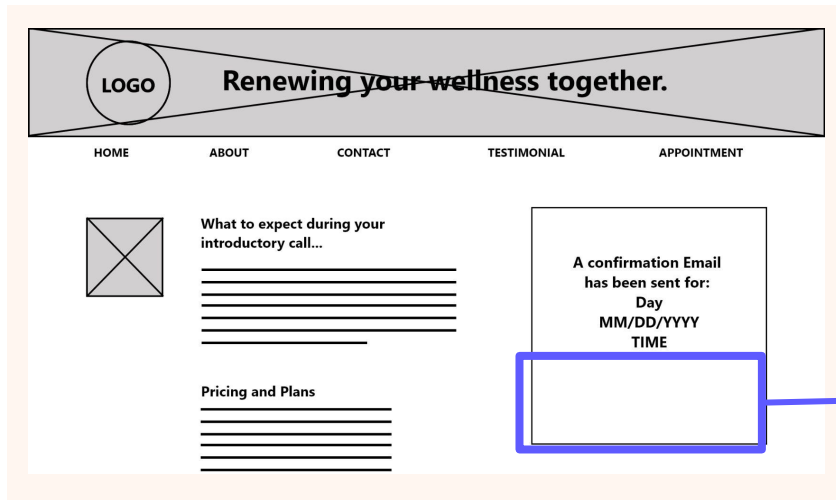 LOGO
Renewing your wellness together.
HOME ABOUT CONTACT TESTIMONIAL APPOINTMENT
What to expect during your
introductory call...
Pricing and Plans
A confirmation Email
has been sent for:
Day
MM/DD/YYYY
TIME